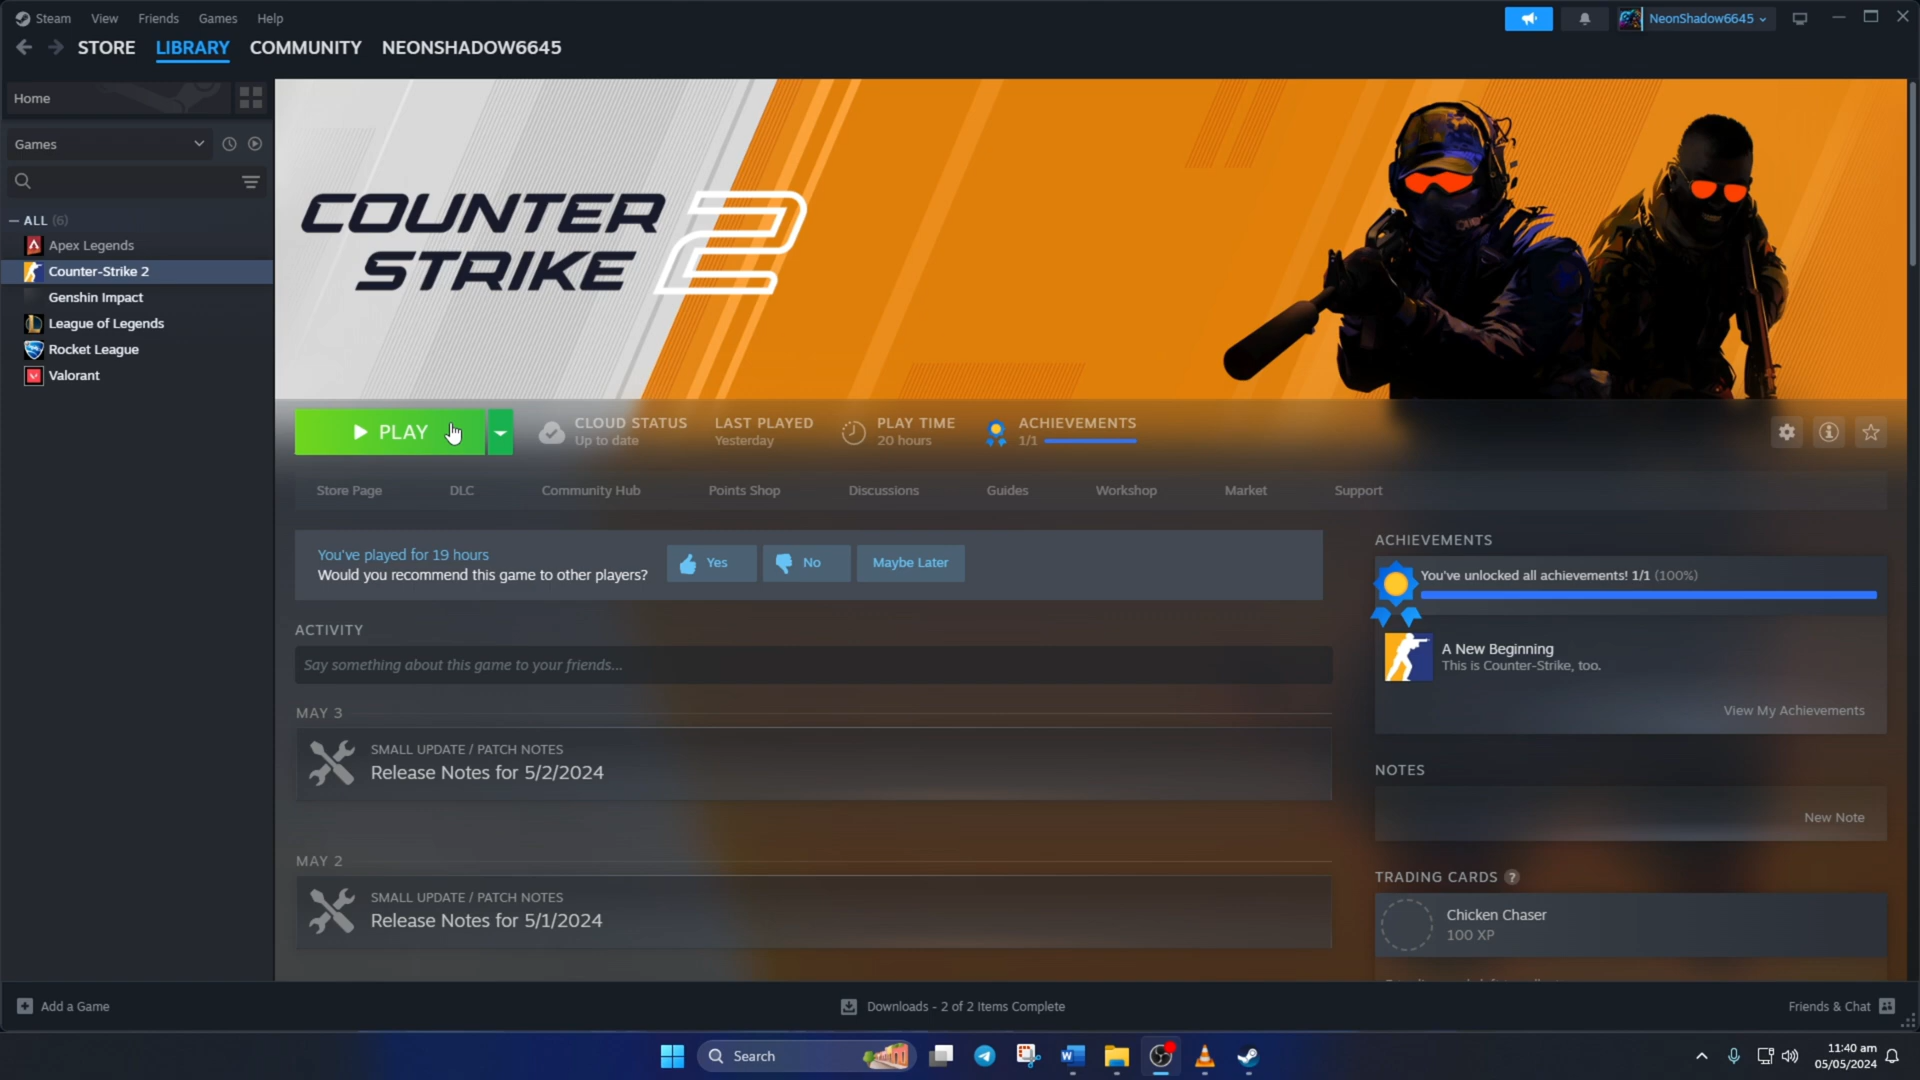 Steam View Friends Games Help
NeonShadow6645
STORE LIBRARY COMMUNITY NEONSHADOW6645
Home
Games
ALL (6)
Apex Legends
Counter-Strike 2
Genshin Impact
League of Legends
Rocket League
Valorant
COUNTER
STRIKE 2
PLAY
CLOUD STATUS
Up to date
LAST PLAYED
Yesterday
PLAY TIME
20 hours
ACHIEVEMENTS
1/1
Store Page DLC Community Hub Points Shop Discussions Guides Workshop Market Support
You've played for 19 hours
Would you recommend this game to other players?
Yes No Maybe Later
ACTIVITY
Say something about this game to your friends...
MAY 3
SMALL UPDATE / PATCH NOTES
Release Notes for 5/2/2024
MAY 2
SMALL UPDATE / PATCH NOTES
Release Notes for 5/1/2024
ACHIEVEMENTS
You've unlocked all achievements! 1/1 (100%)
A New Beginning
This is Counter-Strike, too.
View My Achievements
NOTES
New Note
TRADING CARDS ?
Chicken Chaser
100 XP
Add a Game
Downloads - 2 of 2 Items Complete
Friends & Chat
Search
11:40 am
05/05/2024